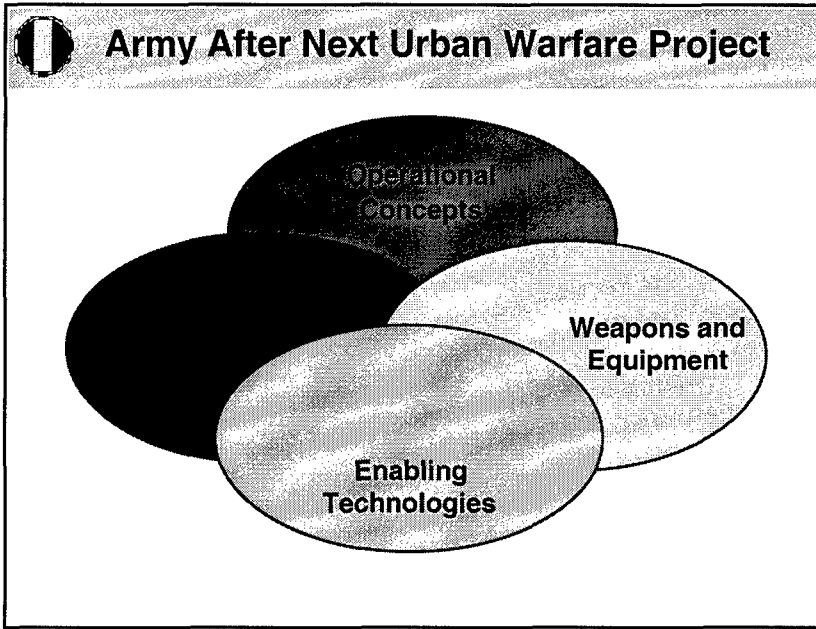 Army After Next Urban Warfare Project
Operational
Concepts
Weapons and
Equipment
Enabling
Technologies